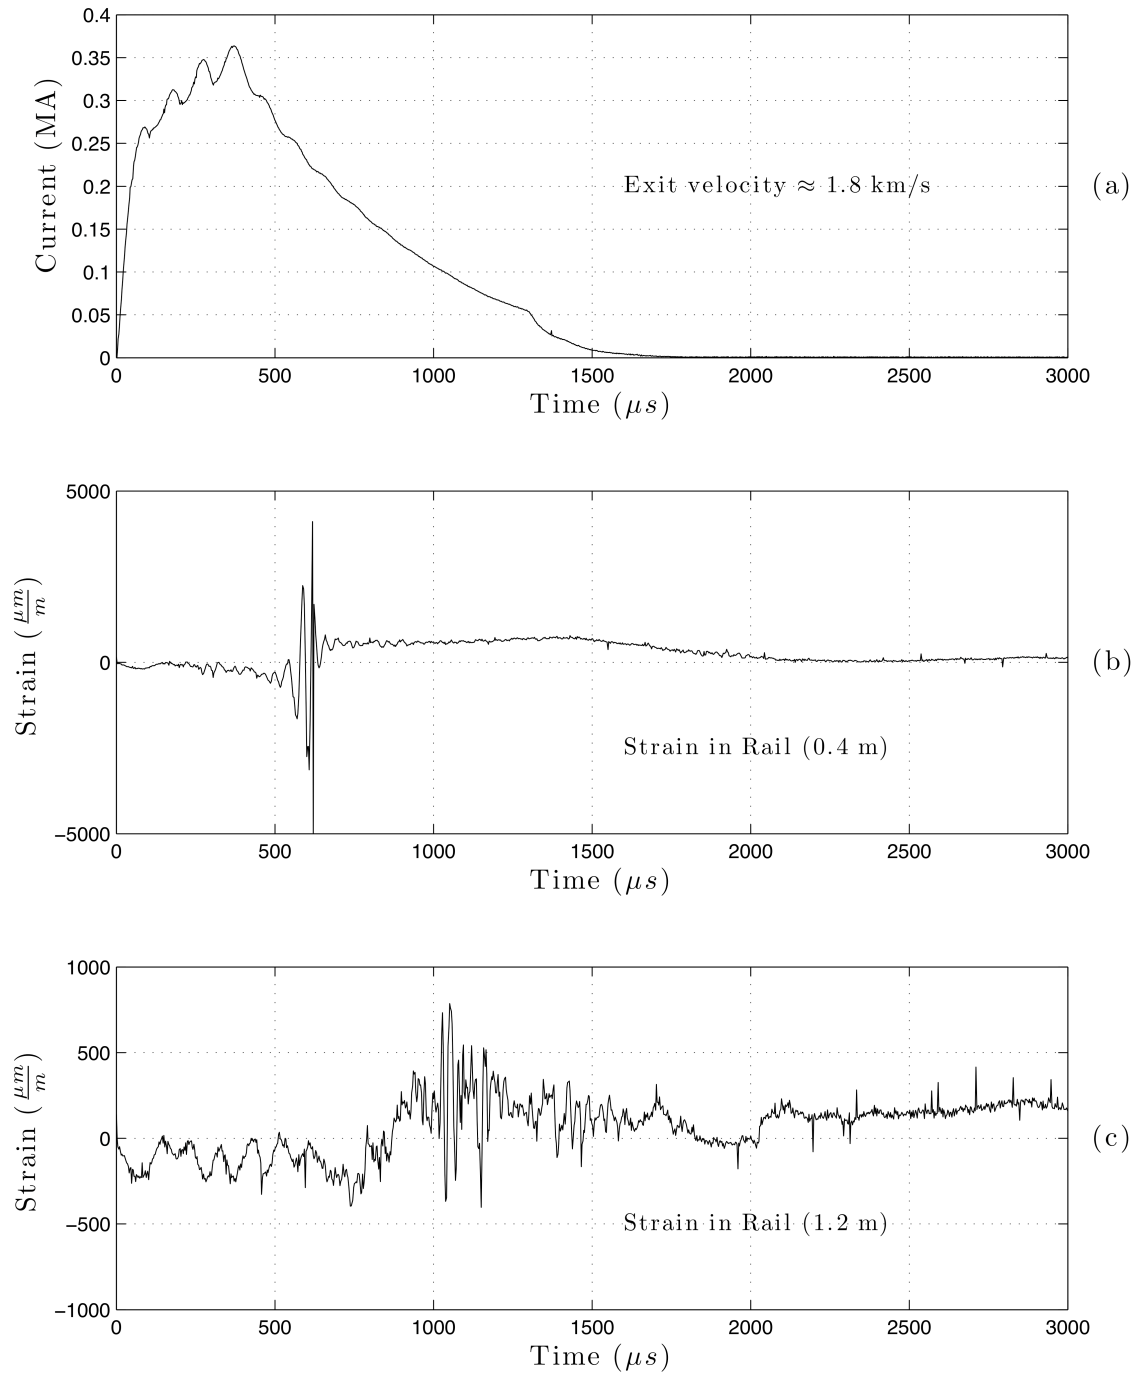 0.4
0.35
0.3
0.25
0.2
0.15
0.1
0.05
0
Current (MA)
Exit velocity ≈ 1.8 km/s
(a)
0 500 1000 1500 2000 2500 3000
Time (μs)
5000
0
−5000
Strain (μm/m)
Strain in Rail (0.4 m)
(b)
0 500 1000 1500 2000 2500 3000
Time (μs)
1000
500
0
−500
−1000
Strain (μm/m)
Strain in Rail (1.2 m)
(c)
0 500 1000 1500 2000 2500 3000
Time (μs)